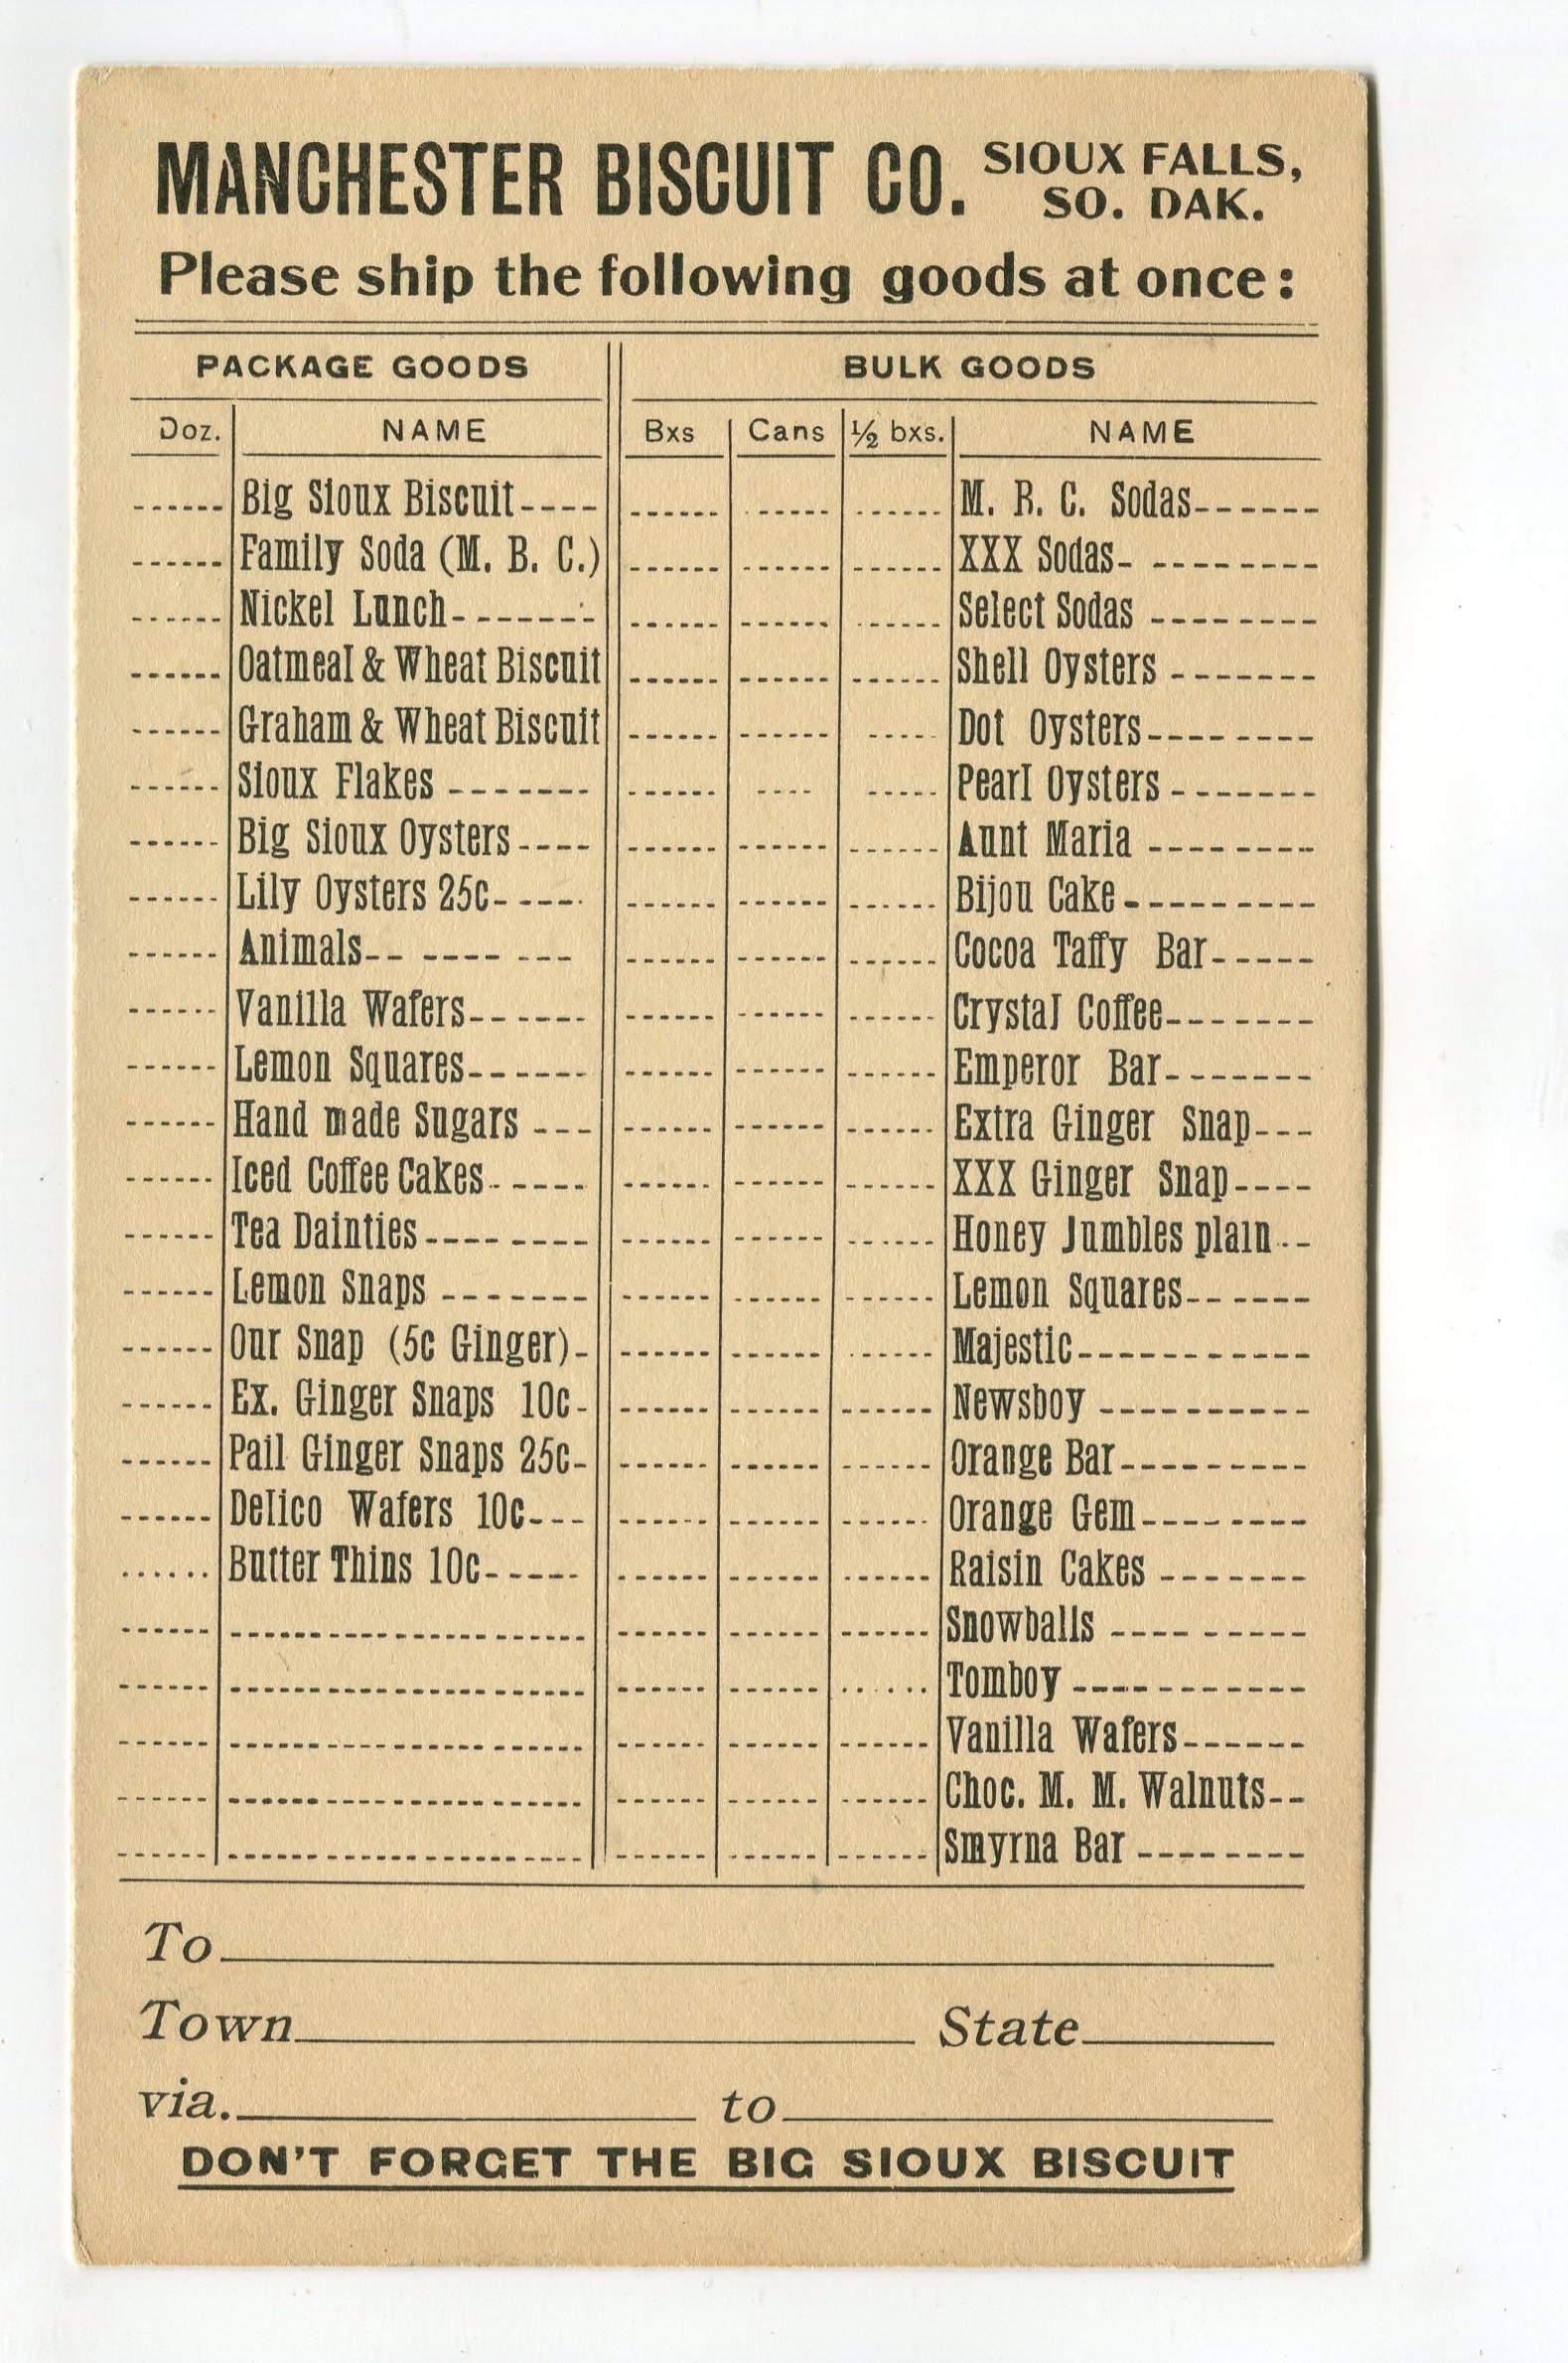 MANCHESTER BISCUIT CO. SIOUX FALLS, SO. DAK.
Please ship the following goods at once:
PACKAGE GOODS
Doz. NAME
Big Sioux Biscuit
Family Soda (M. B. C.)
Nickel Lunch
Oatmeal & Wheat Biscuit
Graham & Wheat Biscuit
Sioux Flakes
Big Sioux Oysters
Lily Oysters 25c
Animals
Vanilla Wafers
Lemon Squares
Hand made Sugars
Iced Coffee Cakes
Tea Dainties
Lemon Snaps
Our Snap (5c Ginger)
Ex. Ginger Snaps 10c
Pail Ginger Snaps 25c
Delico Wafers 10c
Butter Thins 10c
BULK GOODS
Bxs Cans ½ bxs. NAME
M. B. C. Sodas
XXX Sodas
Select Sodas
Shell Oysters
Dot Oysters
Pearl Oysters
Aunt Maria
Bijou Cake
Cocoa Taffy Bar
Crystal Coffee
Emperor Bar
Extra Ginger Snap
XXX Ginger Snap
Honey Jumbles plain
Lemon Squares
Majestic
Newsboy
Orange Bar
Orange Gem
Raisin Cakes
Snowballs
Tomboy
Vanilla Wafers
Choc. M. M. Walnuts
Smyrna Bar
To
Town State
via. to
DON'T FORGET THE BIG SIOUX BISCUIT